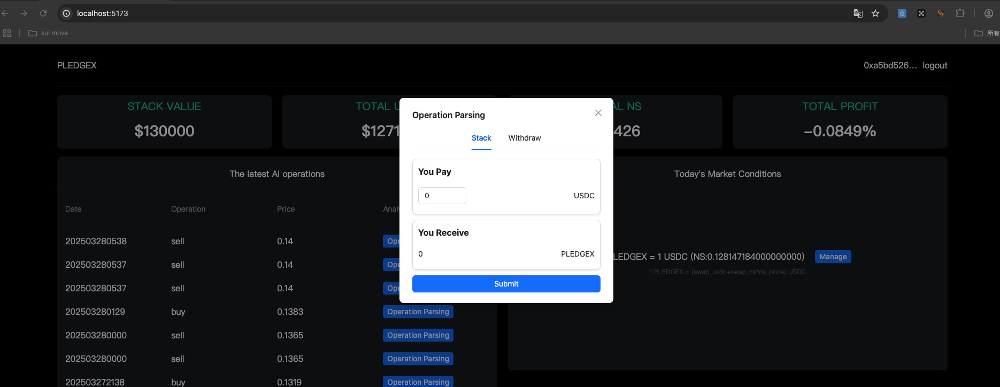 localhost:5173
sui move
所有
PLEDGEX
0xa5bd526... logout
STACK VALUE
$130000
TOTAL U
$1271
AL NS
426
TOTAL PROFIT
-0.0849%
Operation Parsing
Stack Withdraw
You Pay
0 USDC
You Receive
0 PLEDGEX
Submit
The latest AI operations
Date Operation Price Analy
202503280538 sell 0.14 Ope
202503280537 sell 0.14 Ope
202503280537 sell 0.14 Ope
202503280129 buy 0.1383 Operation Parsing
202503280000 sell 0.1365 Operation Parsing
202503280000 sell 0.1365 Operation Parsing
202503272138 buy 0.1319 Operation Parsing
Today's Market Conditions
LEDGEX = 1 USDC (NS:0.128147184000000000) Manage
1 PLEDGEX = (swap_usdc+swap_ns*ns_price) USDC